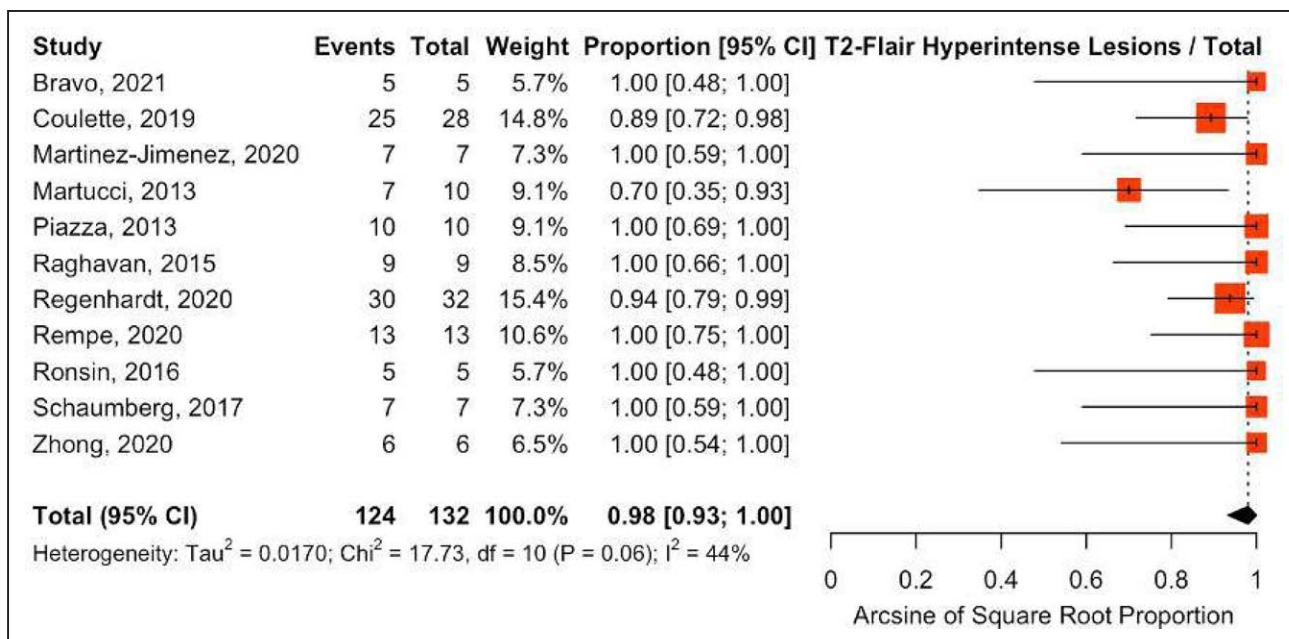 Study Events Total Weight Proportion [95% CI] T2-Flair Hyperintense Lesions / Total
Bravo, 2021 5 5 5.7% 1.00 [0.48; 1.00]
Coulette, 2019 25 28 14.8% 0.89 [0.72; 0.98]
Martinez-Jimenez, 2020 7 7 7.3% 1.00 [0.59; 1.00]
Martucci, 2013 7 10 9.1% 0.70 [0.35; 0.93]
Piazza, 2013 10 10 9.1% 1.00 [0.69; 1.00]
Raghavan, 2015 9 9 8.5% 1.00 [0.66; 1.00]
Regenhardt, 2020 30 32 15.4% 0.94 [0.79; 0.99]
Rempe, 2020 13 13 10.6% 1.00 [0.75; 1.00]
Ronsin, 2016 5 5 5.7% 1.00 [0.48; 1.00]
Schaumberg, 2017 7 7 7.3% 1.00 [0.59; 1.00]
Zhong, 2020 6 6 6.5% 1.00 [0.54; 1.00]
Total (95% CI) 124 132 100.0% 0.98 [0.93; 1.00]
Heterogeneity: Tau² = 0.0170; Chi² = 17.73, df = 10 (P = 0.06); I² = 44%
0 0.2 0.4 0.6 0.8 1
Arcsine of Square Root Proportion